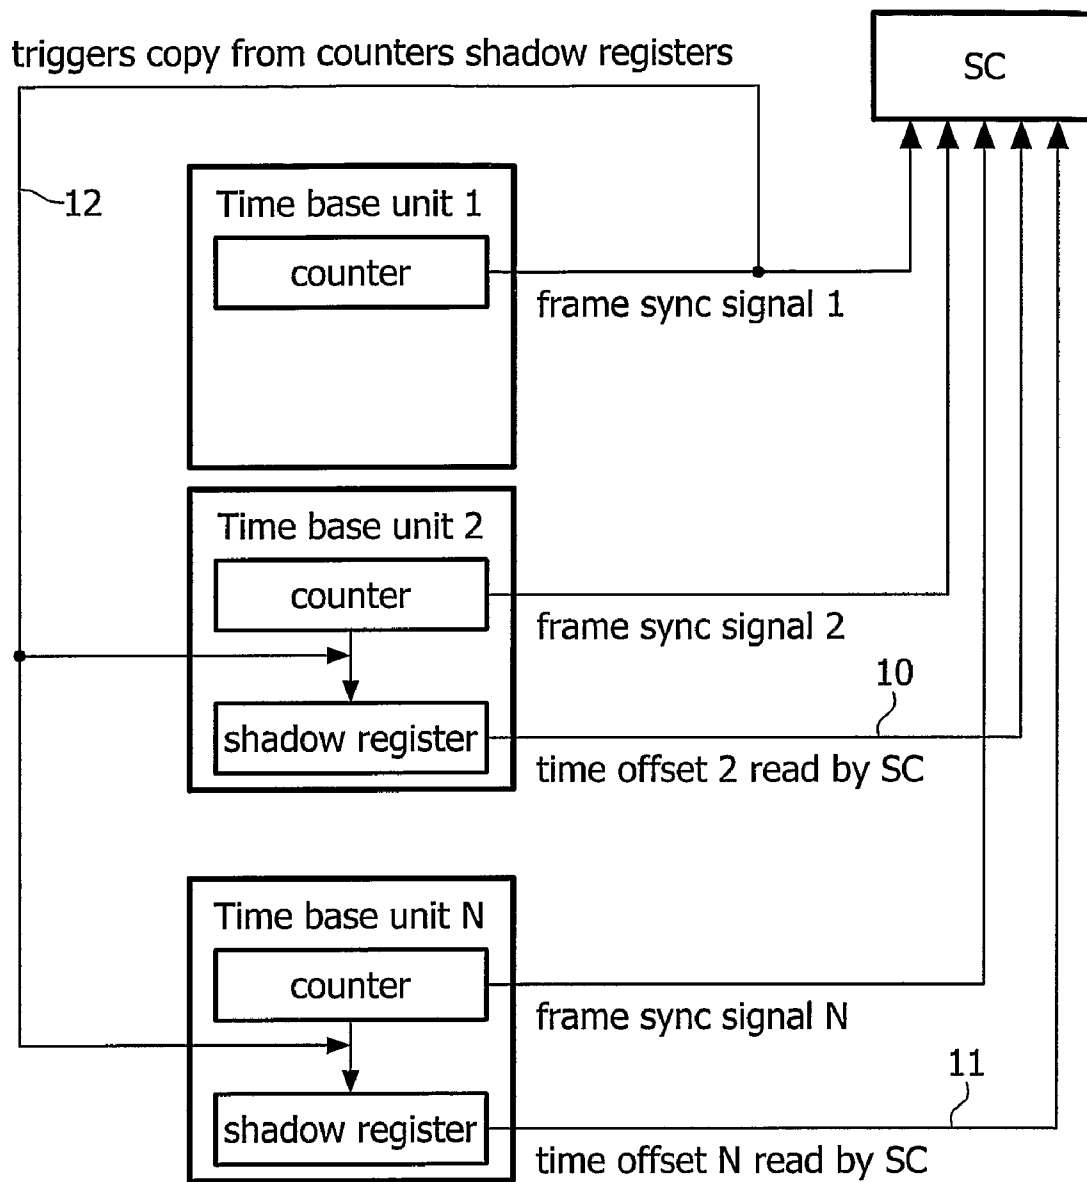 triggers copy from counters shadow registers
SC
12
Time base unit 1
counter
frame sync signal 1
Time base unit 2
counter
frame sync signal 2
10
shadow register
time offset 2 read by SC
Time base unit N
counter
frame sync signal N
11
shadow register
time offset N read by SC